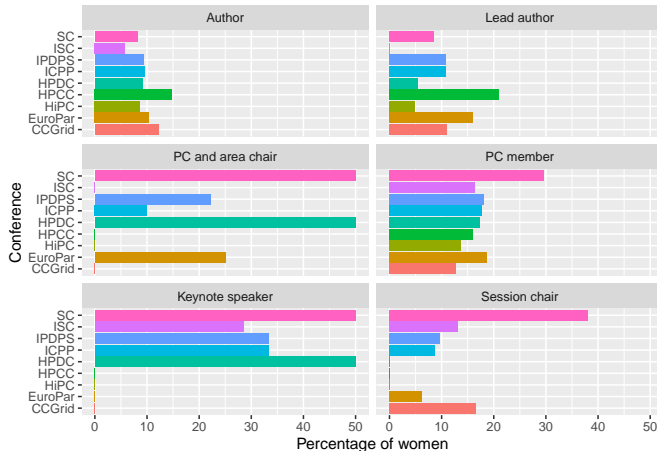 Author
Lead author
SC
ISC
IPDPS
ICPP
HPDC
HPCC
HiPC
EuroPar
CCGrid
PC and area chair
PC member
SC
ISC
IPDPS
ICPP
HPDC
HPCC
HiPC
EuroPar
CCGrid
Keynote speaker
Session chair
SC
ISC
IPDPS
ICPP
HPDC
HPCC
HiPC
EuroPar
CCGrid
0 10 20 30 40 50
0 10 20 30 40 50
Percentage of women
Conference